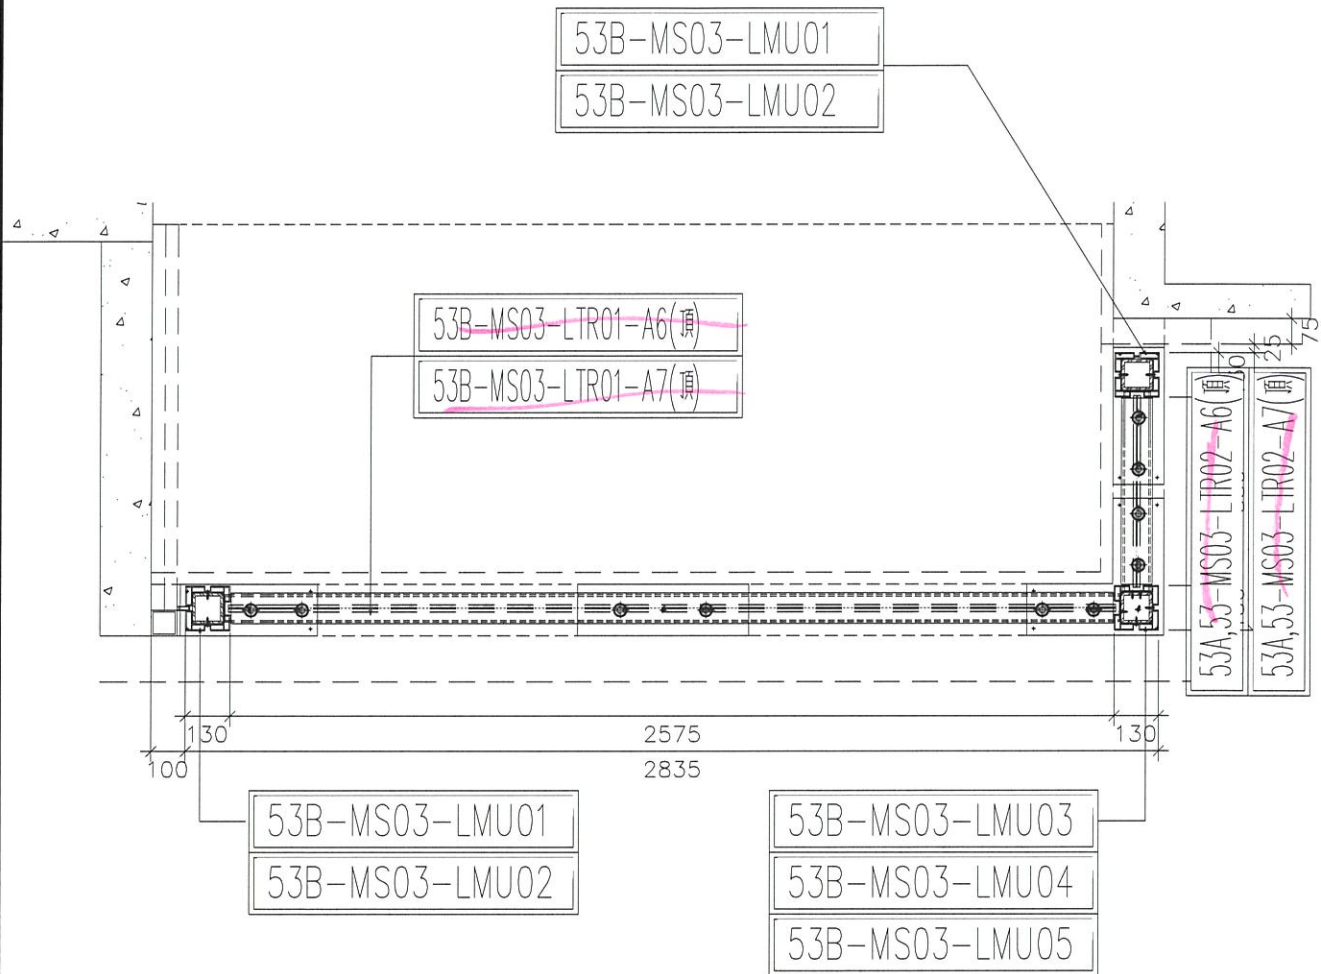 53B-MS03-LMU01
53B-MS03-LMU02
53B-MS03-LTR01-A6(頂)
53B-MS03-LTR01-A7(頂)
75
25
53A,53-MS03-LTR02-A6(頂)
53A,53-MS03-LTR02-A7(頂)
130
2575
130
100
2835
53B-MS03-LMU01
53B-MS03-LMU02
53B-MS03-LMU03
53B-MS03-LMU04
53B-MS03-LMU05